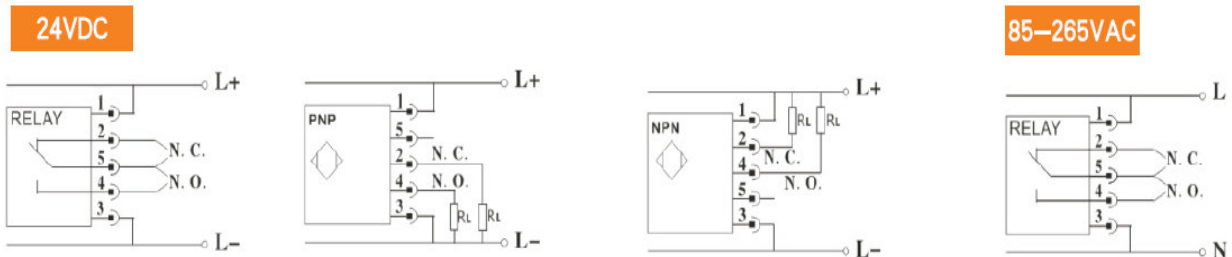 24VDC
85—265VAC
L+
1
RELAY
2
N. C.
5
N. O.
4
3
L-
L+
1
PNP
5
2
N. C.
4
N. O.
RL
RL
3
L-
L+
1
RL
RL
NPN
2
N. C.
4
N. O.
5
3
L-
L
1
RELAY
2
N. C.
5
N. O.
4
3
N